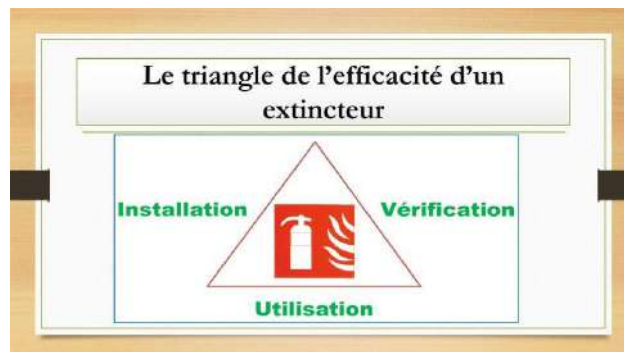 Le triangle de l’efficacité d’un
extincteur
Installation
Vérification
Utilisation